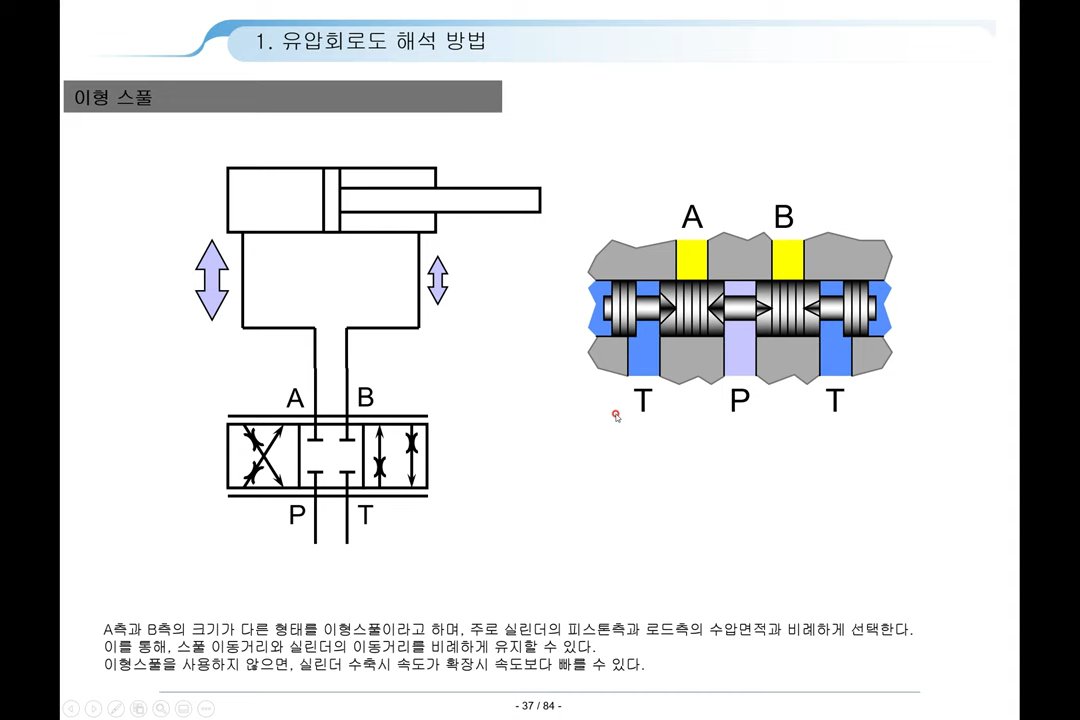 1. 유압회로도 해석 방법
이형 스풀
A B
A B
T P T
P T
A측과 B측의 크기가 다른 형태를 이형스풀이라고 하며, 주로 실린더의 피스톤측과 로드측의 수압면적과 비례하게 선택한다.
이를 통해, 스풀 이동거리와 실린더의 이동거리를 비례하게 유지할 수 있다.
이형스풀을 사용하지 않으면, 실린더 수축시 속도가 확장시 속도보다 빠를 수 있다.
- 37 / 84 -